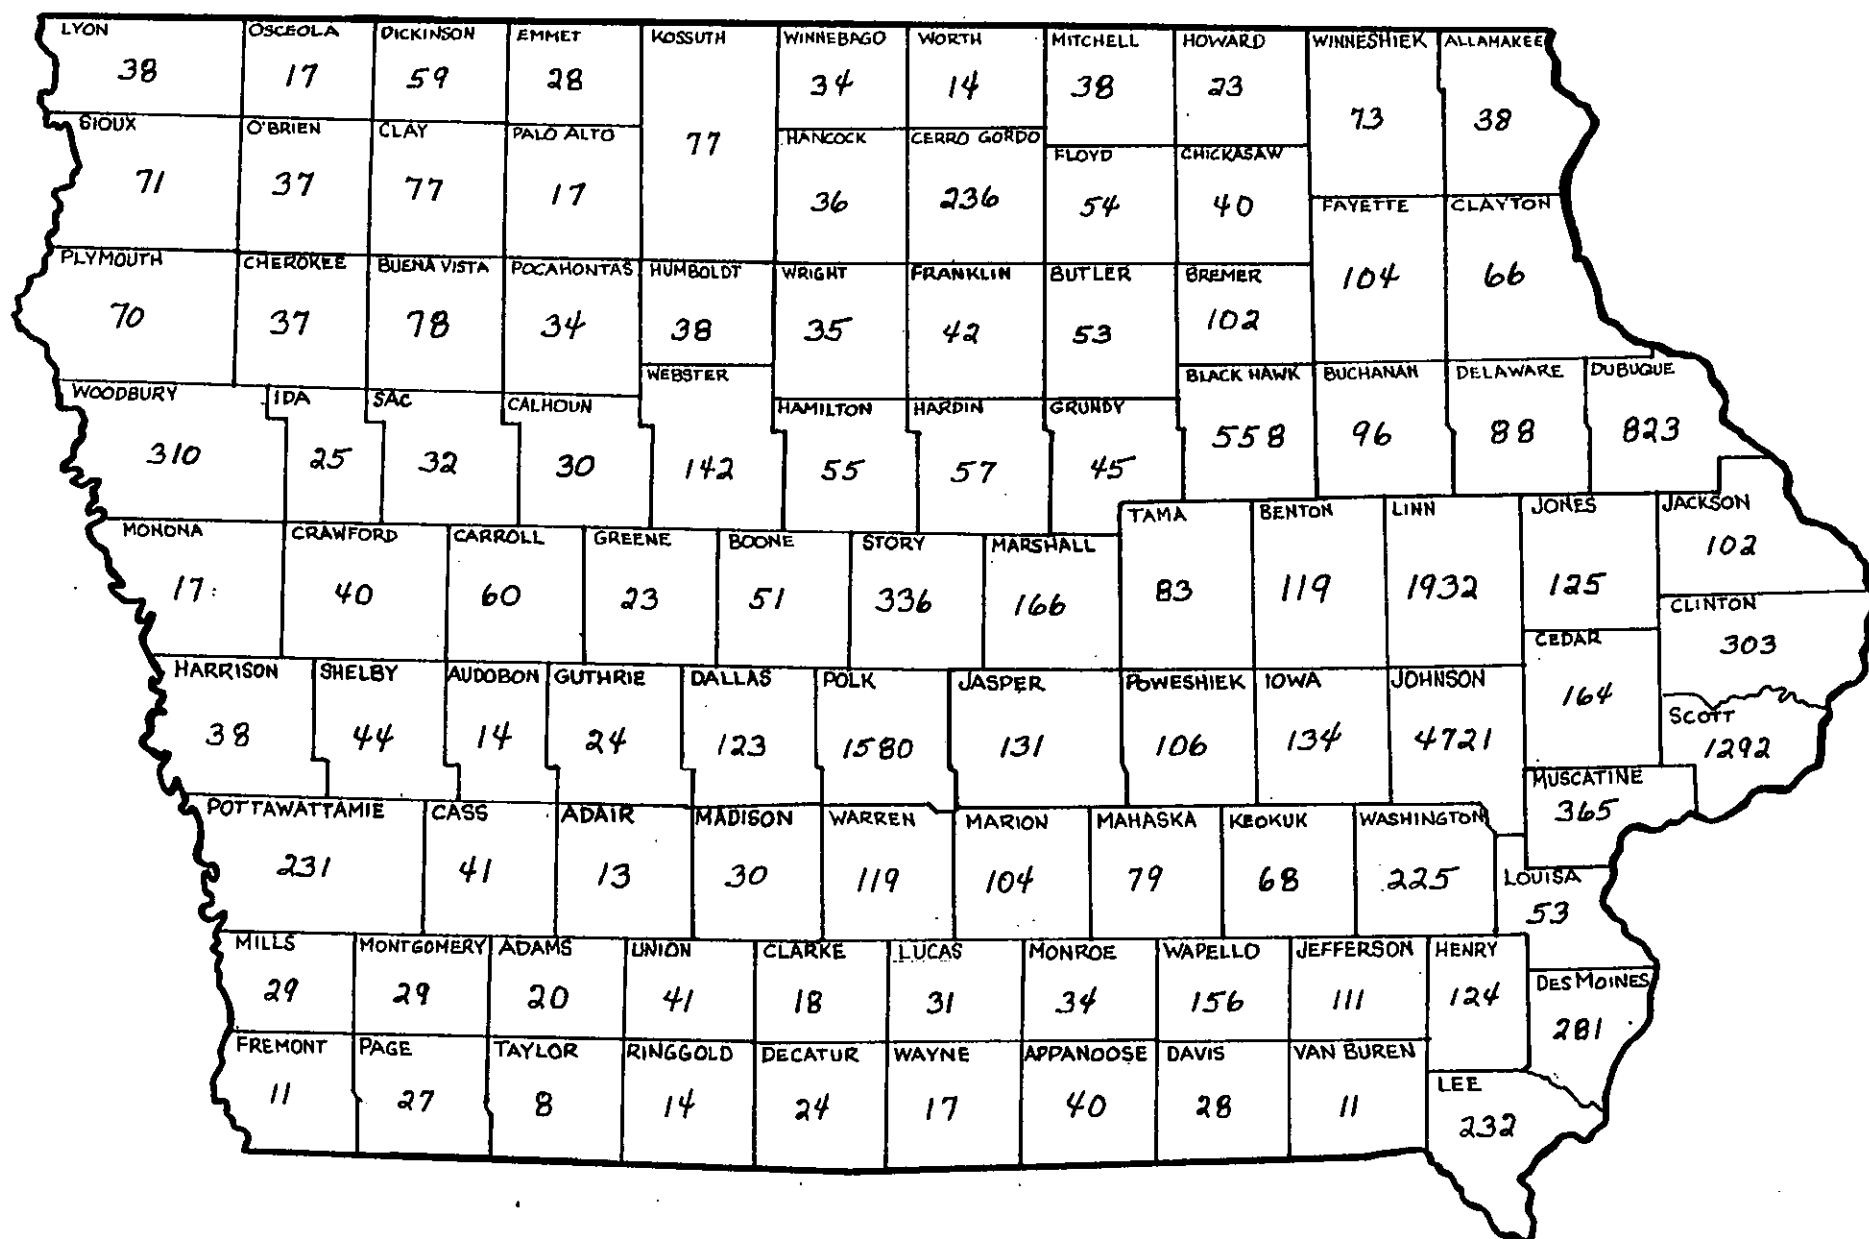 LYON OSCEOLA DICKINSON EMMET KOSSUTH WINNEBAGO WORTH MITCHELL HOWARD WINNESHIEK ALLAMAKEE
38 17 59 28 77 34 14 38 23 73 38
SIOUX O'BRIEN CLAY PALO ALTO HANCOCK CERRO GORDO FLOYD CHICKASAW FAYETTE CLAYTON
71 37 77 17 36 236 54 40 104 66
PLYMOUTH CHEROKEE BUENA VISTA POCAHONTAS HUMBOLDT WRIGHT FRANKLIN BUTLER BREMER
70 37 78 34 38 35 42 53 102
WOODBURY IDA SAC CALHOUN WEBSTER HAMILTON HARDIN GRUNDY BLACK HAWK BUCHANAN DELAWARE DUBUQUE
310 25 32 30 142 55 57 45 558 96 88 823
MONONA CRAWFORD CARROLL GREENE BOONE STORY MARSHALL TAMA BENTON LINN JONES JACKSON
17 40 60 23 51 336 166 83 119 1932 125 102
CLINTON
303
HARRISON SHELBY AUDOBON GUTHRIE DALLAS POLK JASPER POWESHIEK IOWA JOHNSON CEDAR SCOTT
38 44 14 24 123 1580 131 106 134 4721 164 1292
POTTAWATTAMIE CASS ADAIR MADISON WARREN MARION MAHASKA KEOKUK WASHINGTON MUSCATINE
231 41 13 30 119 104 79 68 225 365
LOUISA
53
MILLS MONTGOMERY ADAMS UNION CLARKE LUCAS MONROE WAPELLO JEFFERSON HENRY DES MOINES
29 29 20 41 18 31 34 156 111 124 281
FREMONT PAGE TAYLOR RINGGOLD DECATUR WAYNE APPANOOSE DAVIS VAN BUREN LEE
11 27 8 14 24 17 40 28 11 232